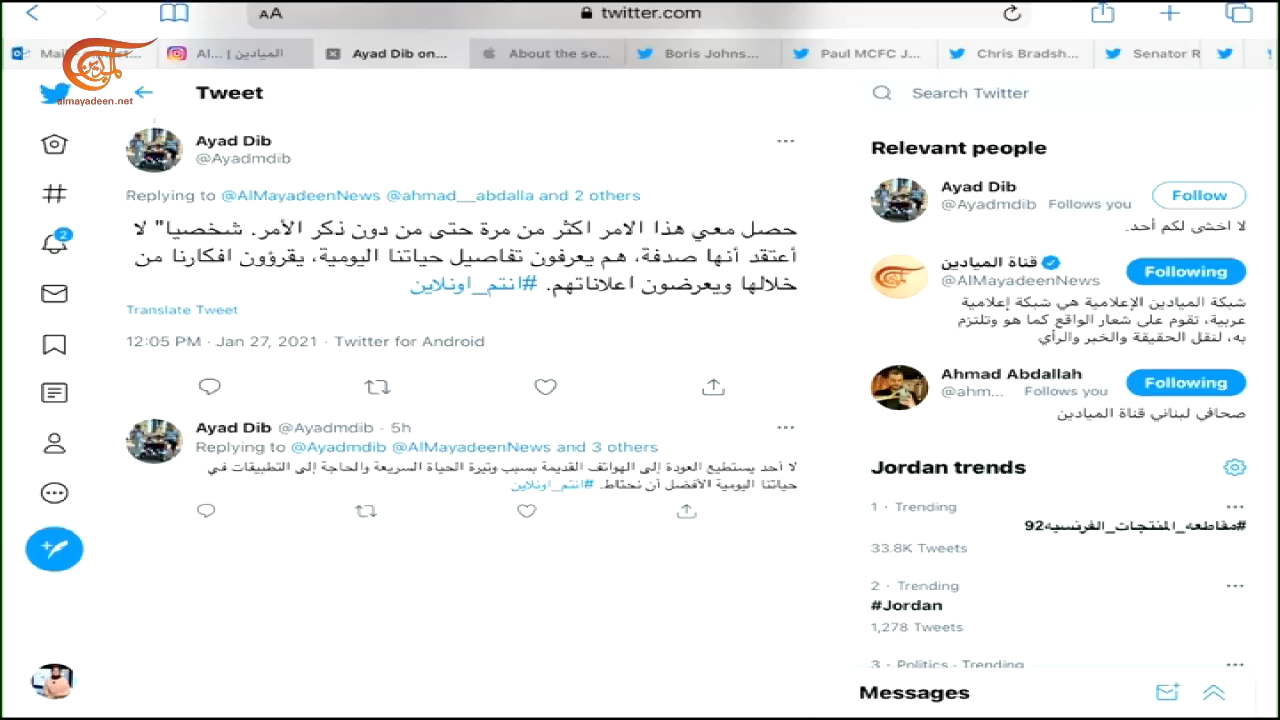 AA
twitter.com
Al... | الميادين
Ayad Dib on...
About the se...
Boris Johns...
Paul MCFC J...
Chris Bradsh...
Senator R
almayadeen.net
Tweet
Search Twitter
Ayad Dib
@Ayadmdib
Replying to @AlMayadeenNews @ahmad__abdalla and 2 others
حصل معي هذا الامر اكثر من مرة حتى من دون ذكر الأمر. شخصيا" لا
أعتقد أنها صدفة، هم يعرفون تفاصيل حياتنا اليومية، يقرؤون افكارنا من
خلالها ويعرضون اعلاناتهم. #انتم_اونلاين
Translate Tweet
12:05 PM · Jan 27, 2021 · Twitter for Android
Ayad Dib @Ayadmdib · 5h
Replying to @Ayadmdib @AlMayadeenNews and 3 others
لا أحد يستطيع العودة إلى الهواتف القديمة بسبب وتيرة الحياة السريعة والحاجة إلى التطبيقات في
حياتنا اليومية الأفضل أن نحتاط. #انتم_اونلاين
2
Relevant people
Ayad Dib
@Ayadmdib Follows you
Follow
لا اخشى لكم أحد.
قناة الميادين
@AlMayadeenNews
Following
شبكة الميادين الإعلامية هي شبكة إعلامية
عربية، تقوم على شعار الواقع كما هو وتلتزم
به، لنقل الحقيقة والخبر والرأي
Ahmad Abdallah
@ahm... Follows you
Following
صحافي لبناني قناة الميادين
Jordan trends
1 · Trending
#مقاطعه_المنتجات_الفرنسيه92
33.8K Tweets
2 · Trending
#Jordan
1,278 Tweets
3 · Politics · Trending
Messages